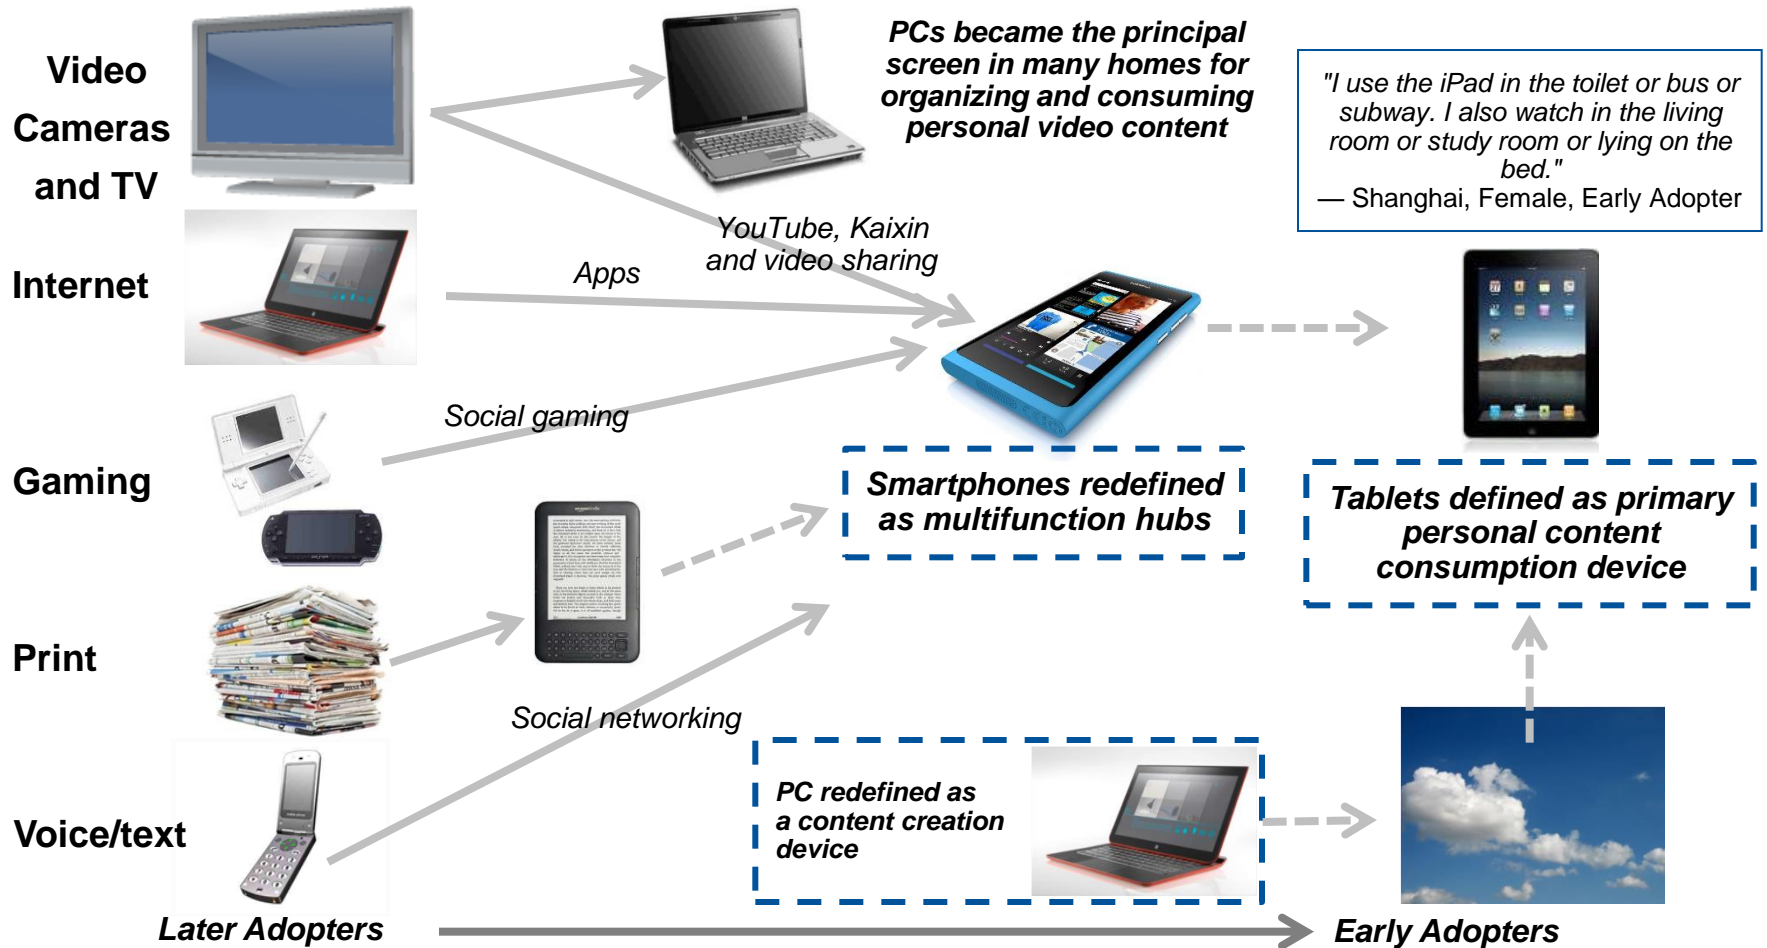 Video
Cameras
and TV
PCs became the principal
screen in many homes for
organizing and consuming
personal video content
"I use the iPad in the toilet or bus or
subway. I also watch in the living
room or study room or lying on the
bed."
— Shanghai, Female, Early Adopter
YouTube, Kaixin
and video sharing
Internet
Apps
Social gaming
Gaming
Smartphones redefined
as multifunction hubs
Tablets defined as primary
personal content
consumption device
Print
Social networking
PC redefined as
a content creation
device
Voice/text
Later Adopters
Early Adopters